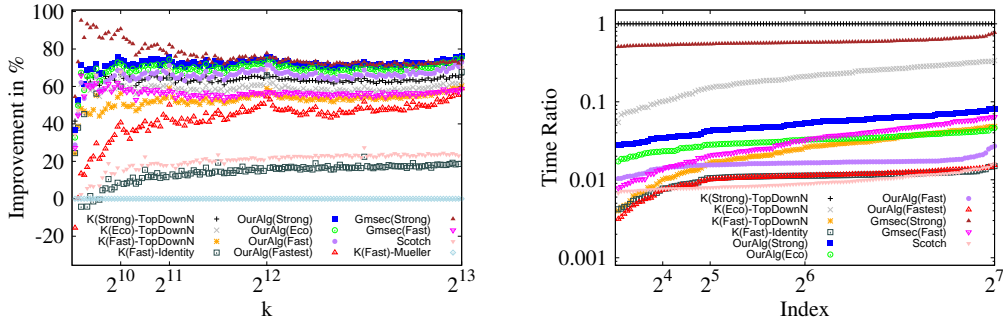 100
80
60
40
20
0
-20
Improvement in %
K(Strong)-TopDownN
K(Eco)-TopDownN
K(Fast)-TopDownN
K(Fast)-Identity
OurAlg(Strong)
OurAlg(Eco)
OurAlg(Fast)
OurAlg(Fastest)
Gmsec(Strong)
Gmsec(Fast)
Scotch
K(Fast)-Mueller
2^10
2^11
2^12
2^13
k
1
0.1
0.01
0.001
Time Ratio
K(Strong)-TopDownN
K(Eco)-TopDownN
K(Fast)-TopDownN
K(Fast)-Identity
OurAlg(Strong)
OurAlg(Eco)
OurAlg(Fast)
OurAlg(Fastest)
Gmsec(Strong)
Gmsec(Fast)
Scotch
2^4
2^5
2^6
2^7
Index